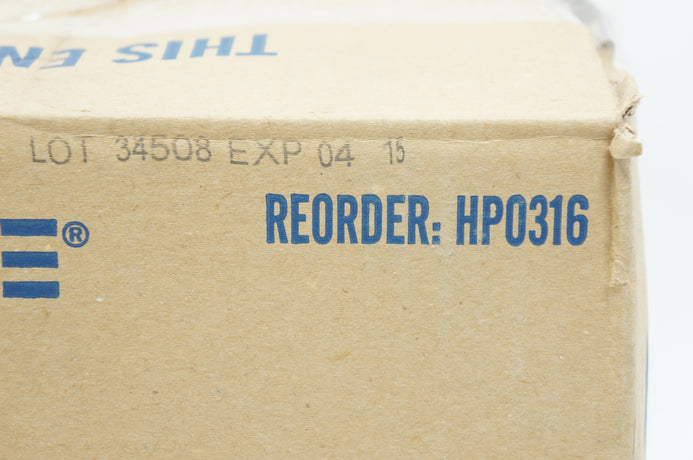 THIS EN
LOT 34508 EXP 04 15
REORDER: HP0316
E®